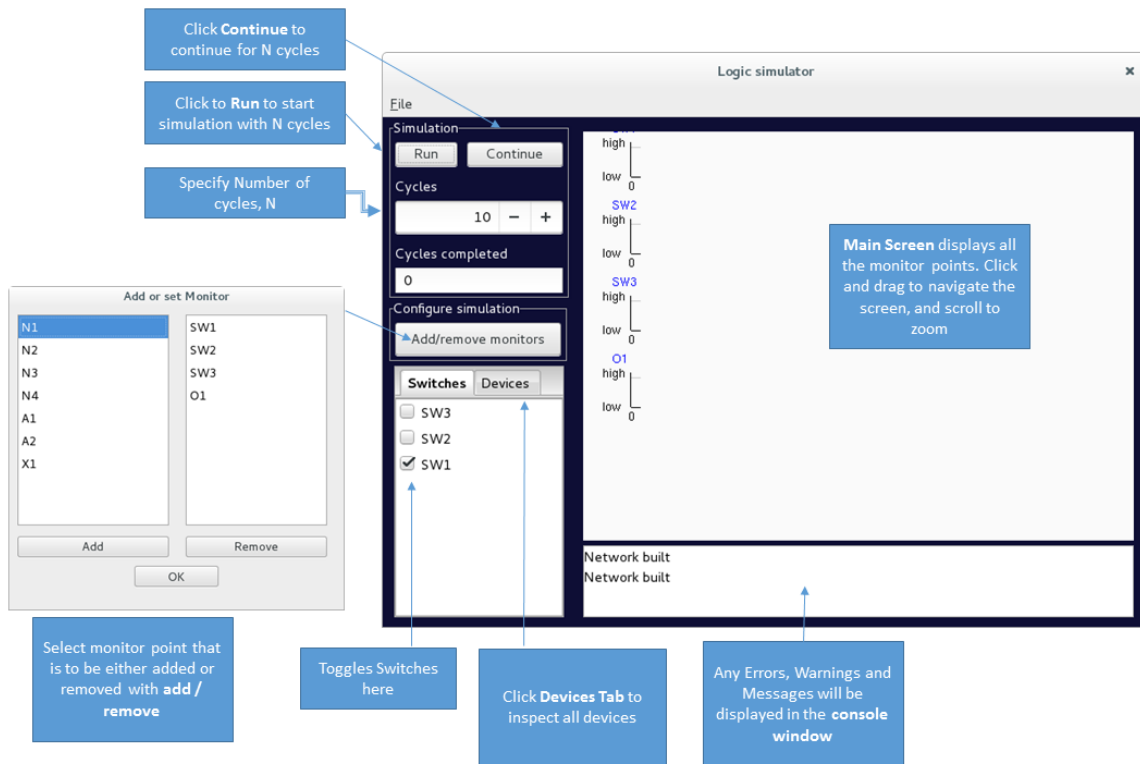 Click Continue to
continue for N cycles
Click to Run to start
simulation with N cycles
Specify Number of
cycles, N
Logic simulator
File
Simulation
Run
Continue
Cycles
10 − +
Cycles completed
0
Configure simulation
Add/remove monitors
Switches
Devices
SW3
SW2
SW1
high
low
0
SW2
high
low
0
SW3
high
low
0
O1
high
low
0
Main Screen displays all
the monitor points. Click
and drag to navigate the
screen, and scroll to
zoom
Network built
Network built
Add or set Monitor
N1
N2
N3
N4
A1
A2
X1
SW1
SW2
SW3
O1
Add
Remove
OK
Select monitor point that
is to be either added or
removed with add /
remove
Toggles Switches
here
Click Devices Tab to
inspect all devices
Any Errors, Warnings and
Messages will be
displayed in the console
window